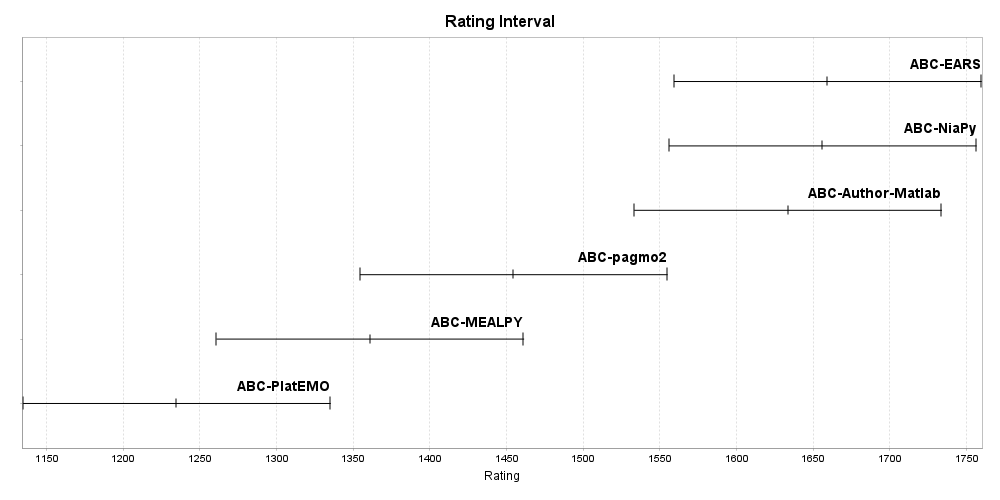 Rating Interval
ABC-EARS
ABC-NiaPy
ABC-Author-Matlab
ABC-pagmo2
ABC-MEALPY
ABC-PlatEMO
1150 1200 1250 1300 1350 1400 1450 1500 1550 1600 1650 1700 1750
Rating